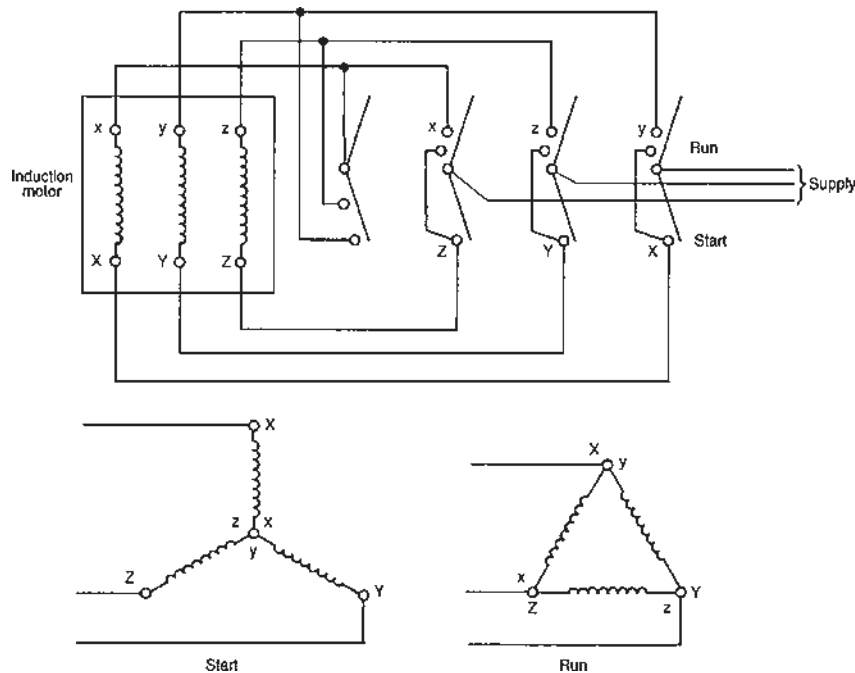 x y z x z y
Run
Induction
motor
Supply
X Y Z Z Y X
Start
X
z x
y
Z Y
Start
X y
x Z z Y
Run